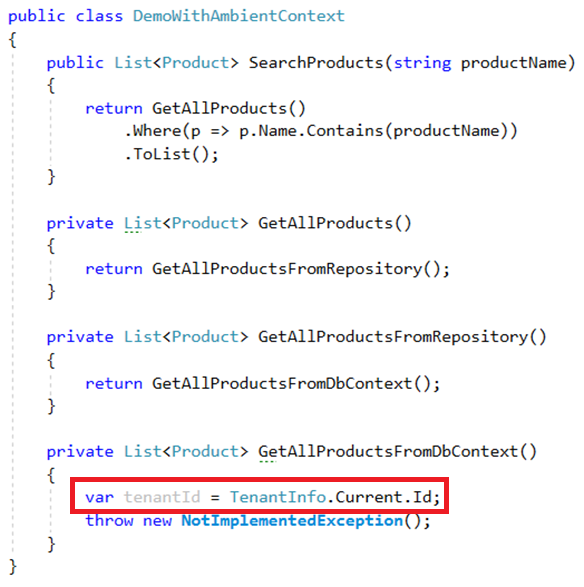 public class DemoWithAmbientContext
{
public List<Product> SearchProducts(string productName)
{
return GetAllProducts()
.Where(p => p.Name.Contains(productName))
.ToList();
}
private List<Product> GetAllProducts()
{
return GetAllProductsFromRepository();
}
private List<Product> GetAllProductsFromRepository()
{
return GetAllProductsFromDbContext();
}
private List<Product> GetAllProductsFromDbContext()
{
var tenantId = TenantInfo.Current.Id;
throw new NotImplementedException();
}
}